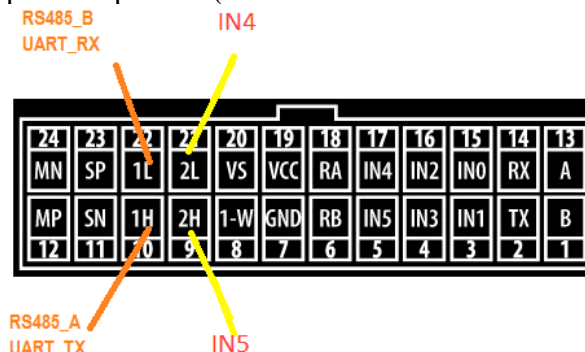 RS485_B
UART_RX
IN4
24 23 22 21 20 19 18 17 16 15 14 13
MN SP 1L 2L VS VCC RA IN4 IN2 IN0 RX A
MP SN 1H 2H 1-W GND RB IN5 IN3 IN1 TX B
12 11 10 9 8 7 6 5 4 3 2 1
RS485_A
UART_TX
IN5